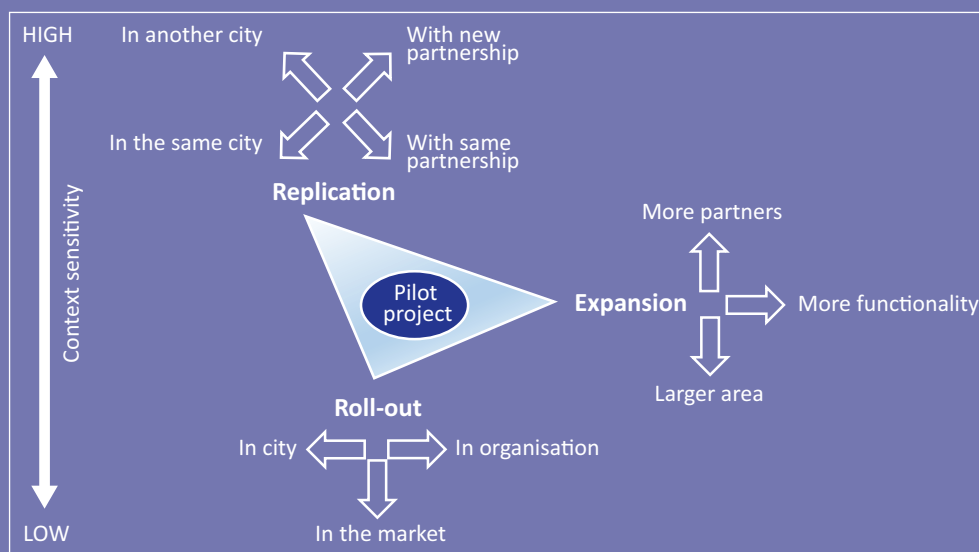 HIGH
In another city
With new
partnership
In the same city
With same
partnership
Replication
Context sensitivity
More partners
Pilot
project
Expansion
More functionality
Larger area
Roll-out
In city
In organisation
In the market
LOW